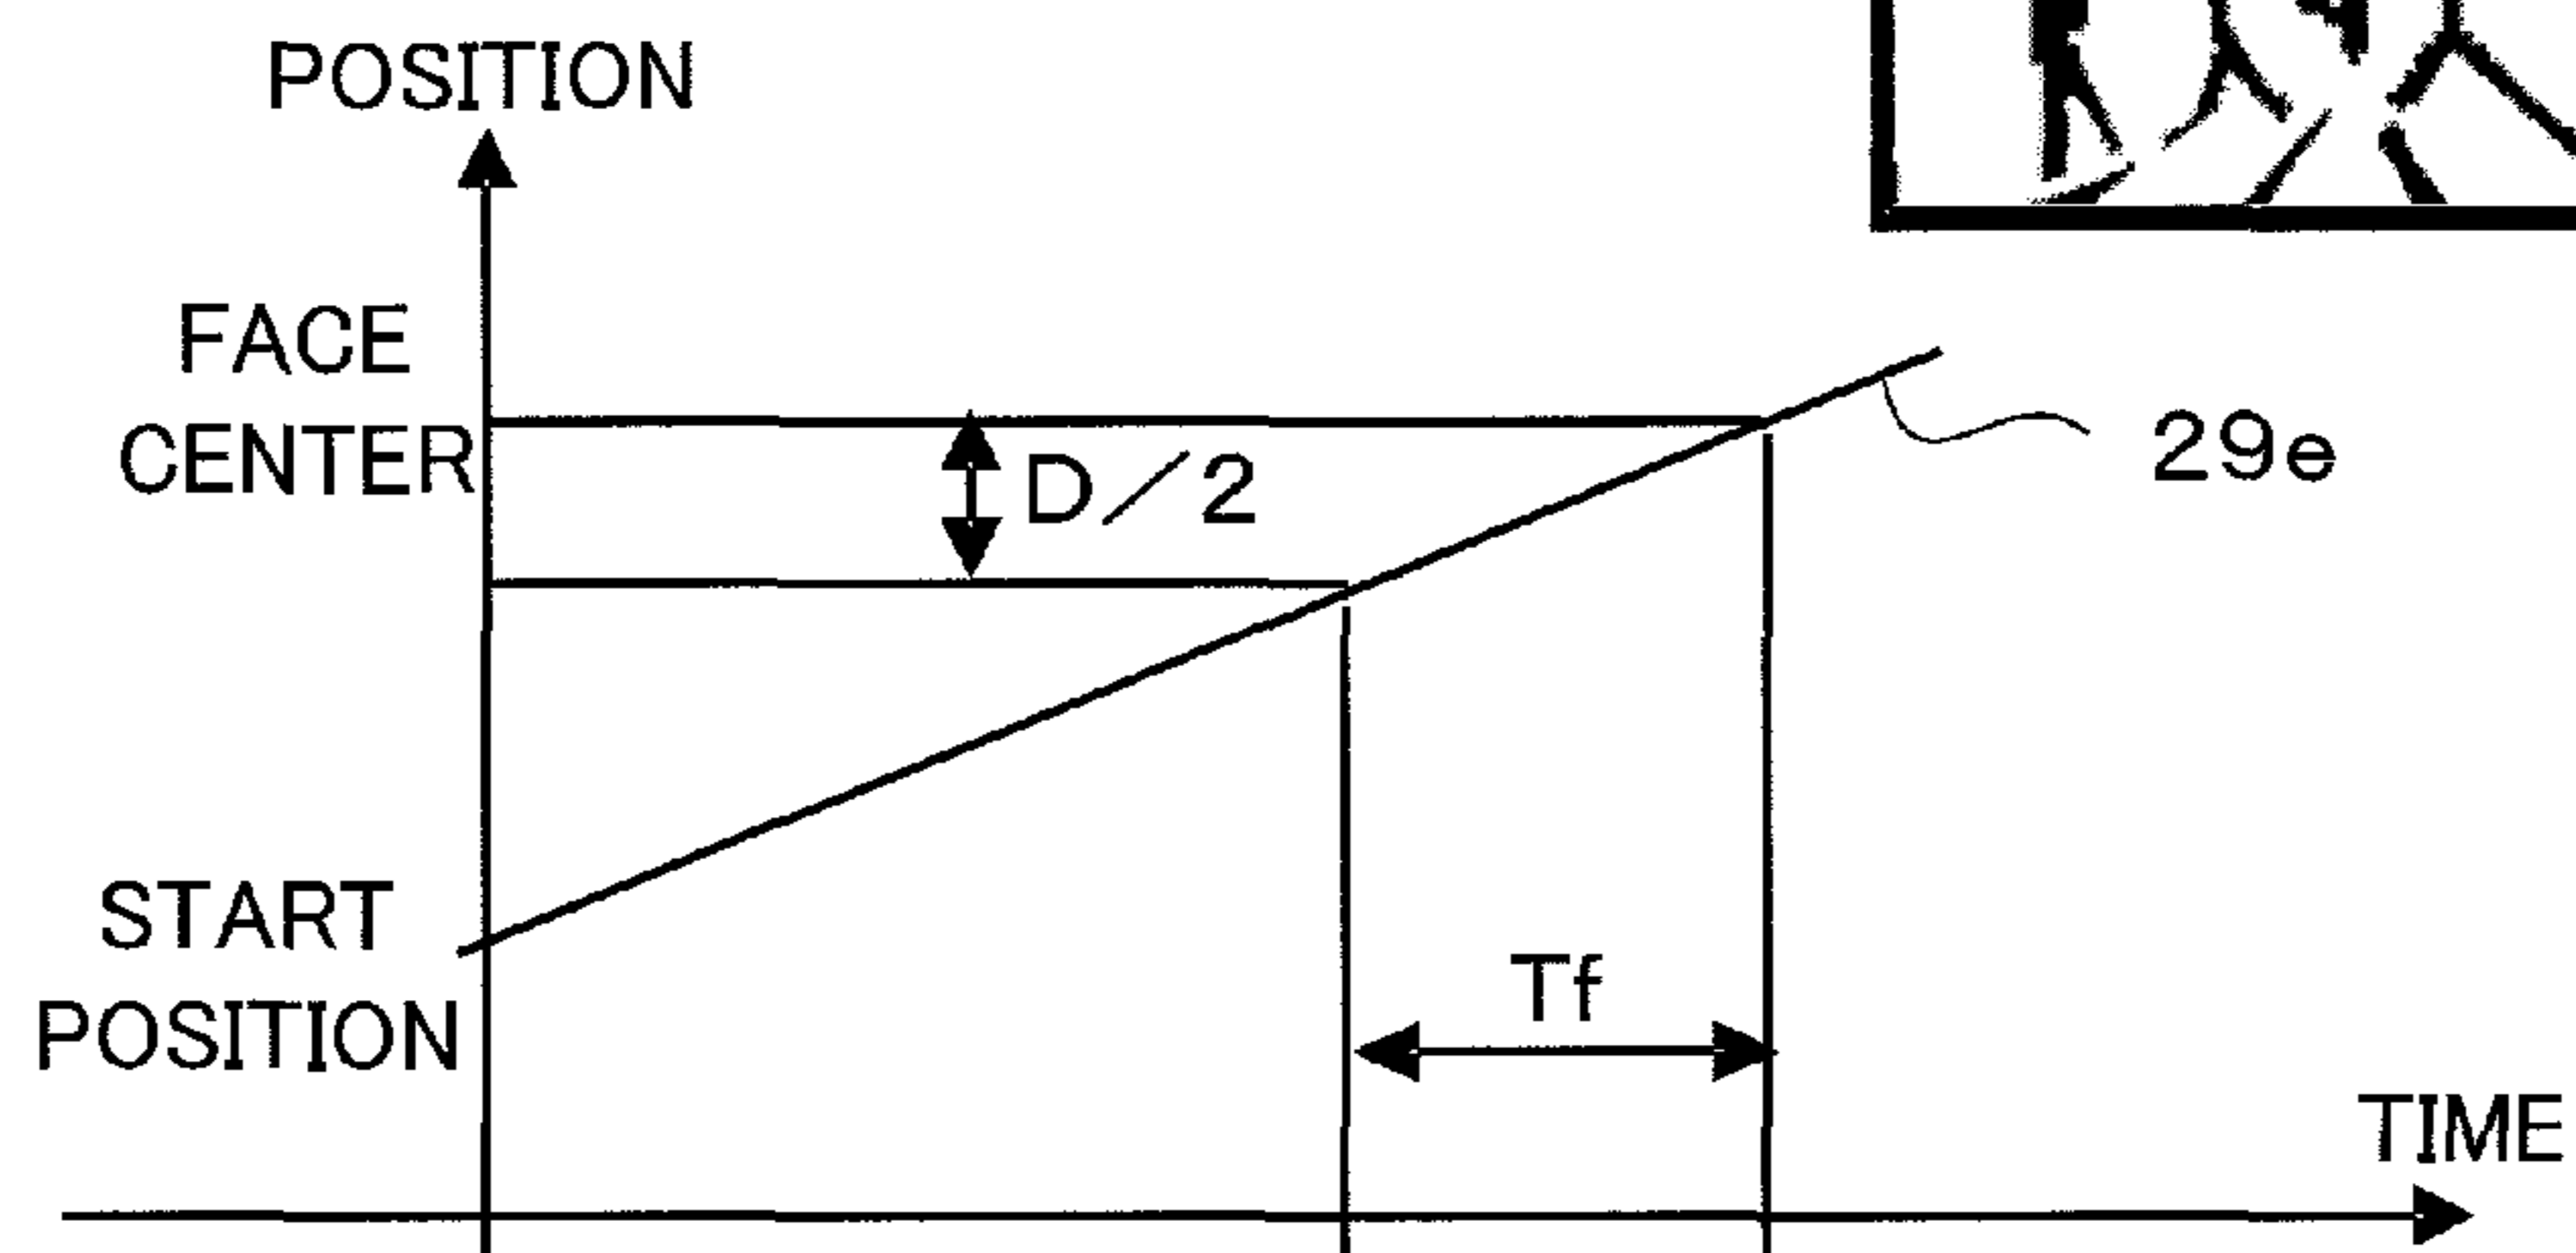 POSITION
FACE
CENTER
D／2
29e
START
POSITION
Tf
TIME